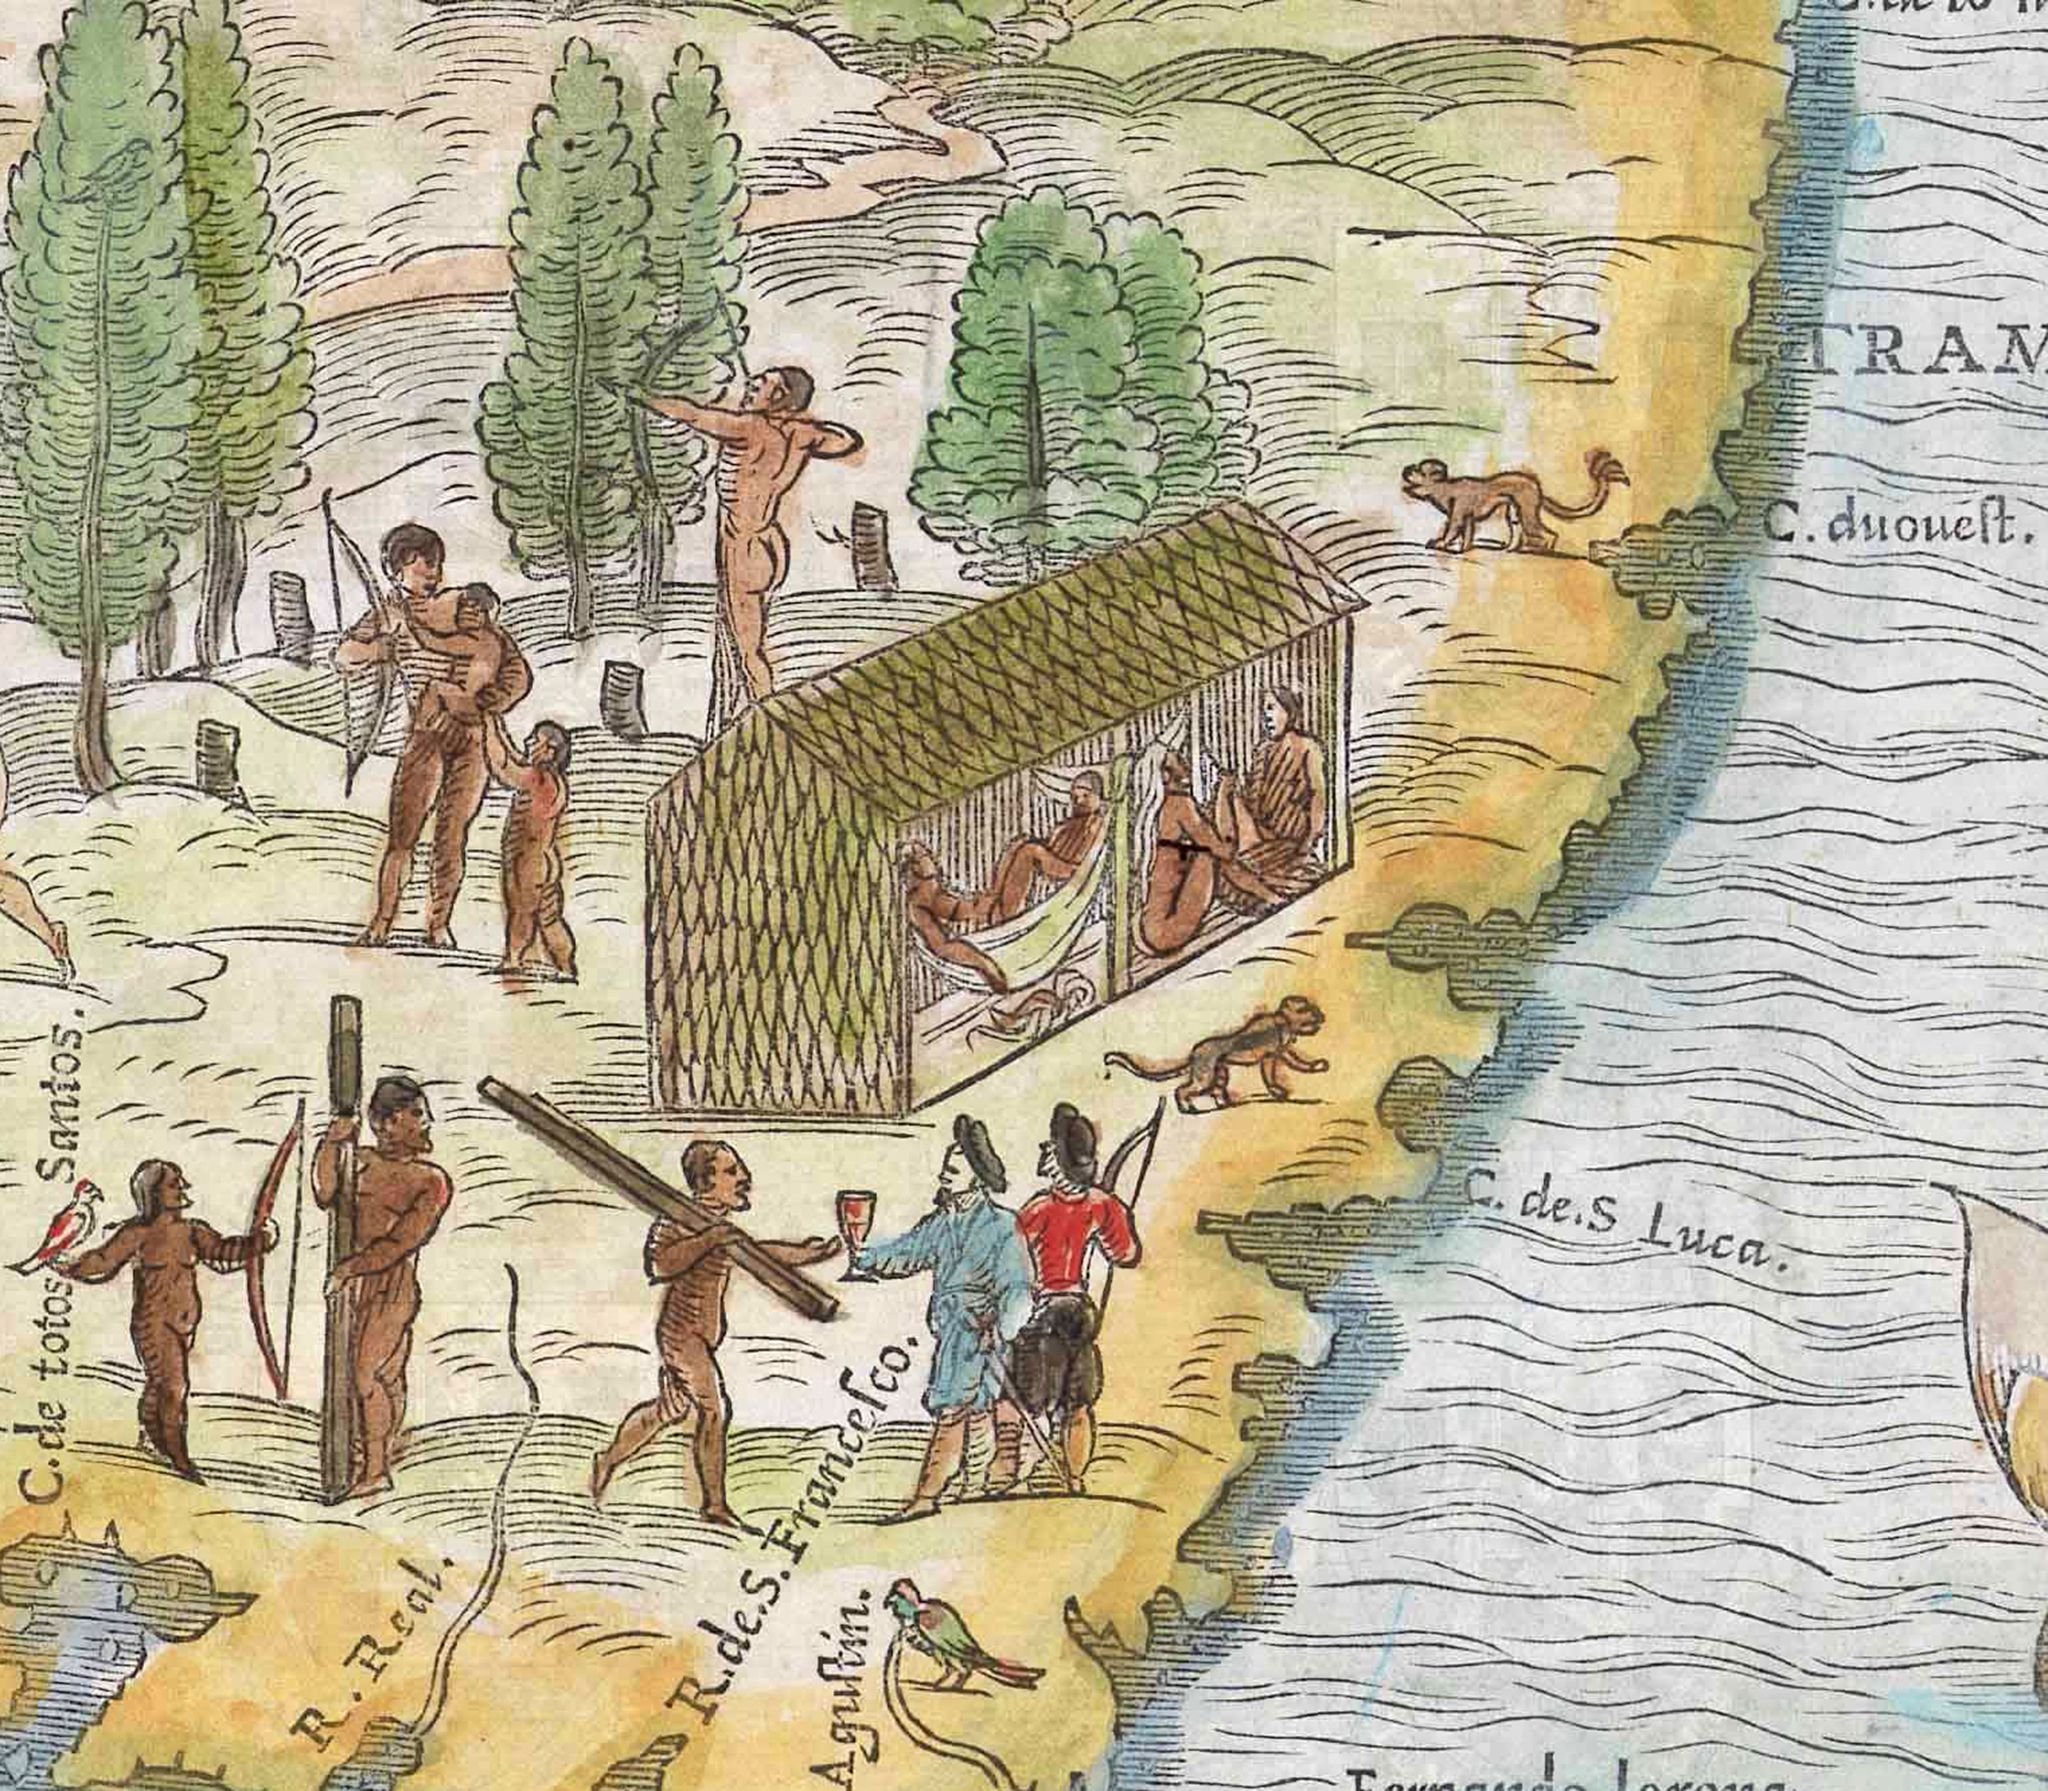 TRAM
C. duoueſt.
C. de.S Luca.
C.de totos Santos.
R. Real.
R.de.S.Franceſco.
Aguſtin.